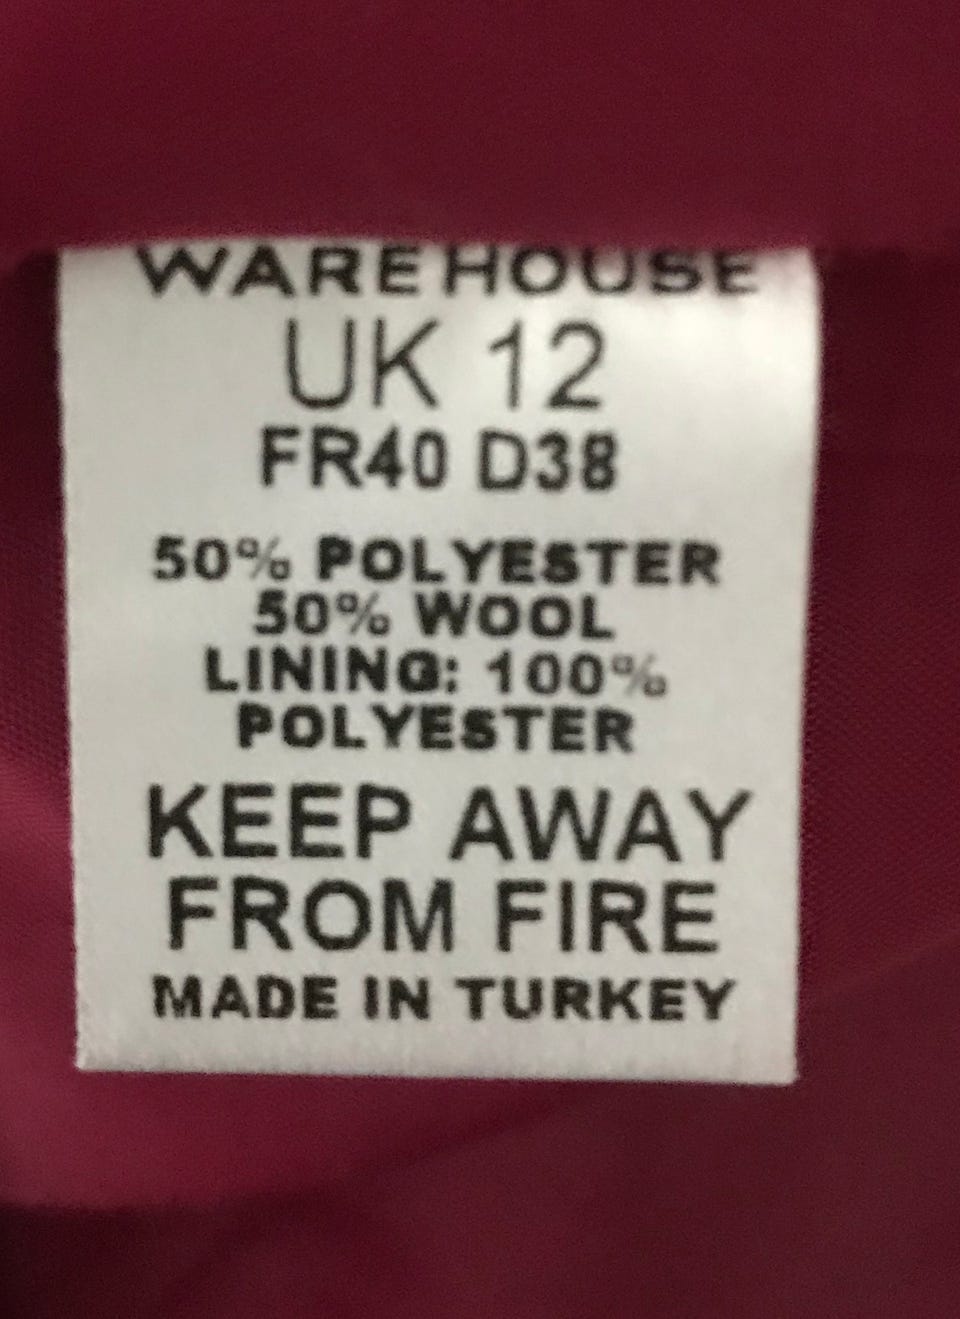 WAREHOUSE
UK 12
FR40 D38
50% POLYESTER
50% WOOL
LINING: 100%
POLYESTER
KEEP AWAY
FROM FIRE
MADE IN TURKEY